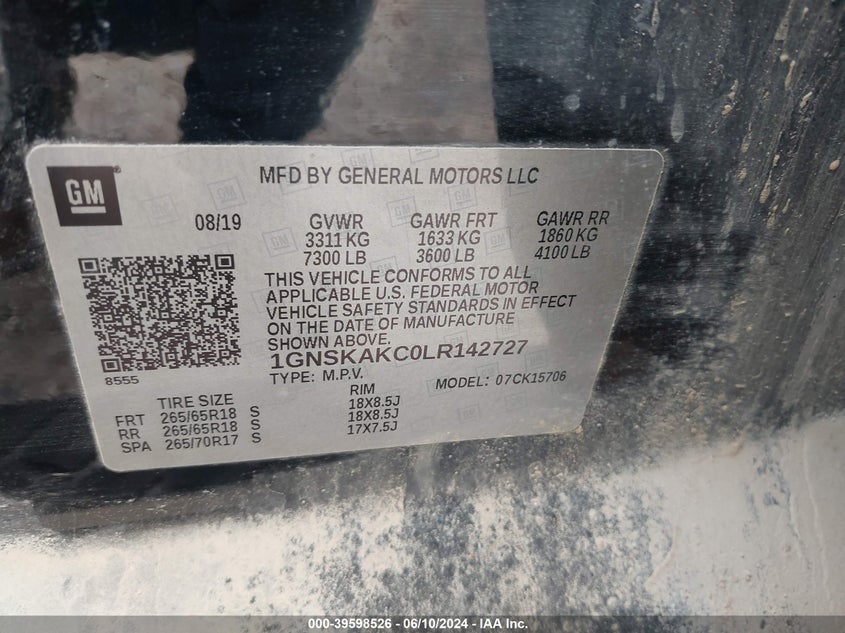 GM
MFD BY GENERAL MOTORS LLC
08/19 GVWR GAWR FRT GAWR RR
3311 KG 1633 KG 1860 KG
7300 LB 3600 LB 4100 LB
THIS VEHICLE CONFORMS TO ALL
APPLICABLE U.S. FEDERAL MOTOR
VEHICLE SAFETY STANDARDS IN EFFECT
ON THE DATE OF MANUFACTURE
SHOWN ABOVE.
1GNSKAKC0LR142727
8555
TYPE: M.P.V. MODEL: 07CK15706
TIRE SIZE RIM
FRT 265/65R18 S 18X8.5J
RR 265/65R18 S 18X8.5J
SPA 265/70R17 S 17X7.5J
000-39598526 - 06/10/2024 - IAA Inc.